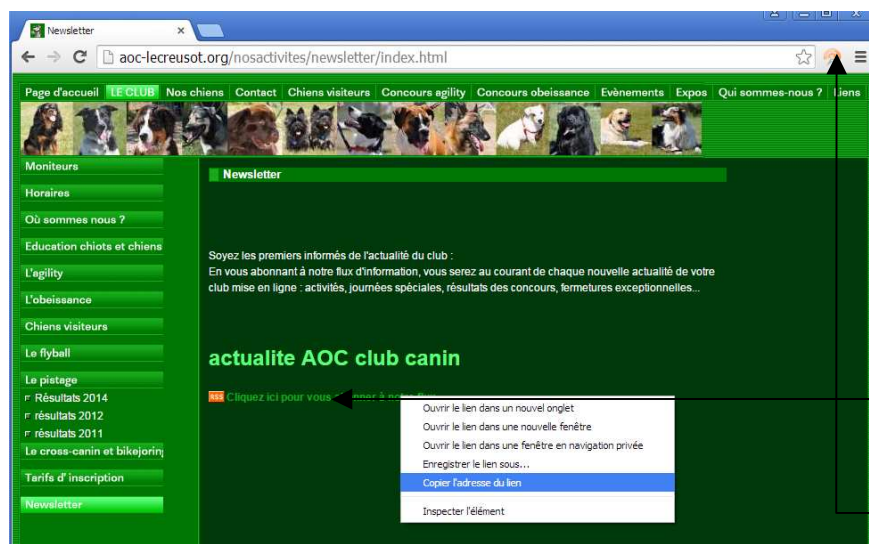 Newsletter
aoc-lecreusot.org/nosactivites/newsletter/index.html
Page d'accueil LE CLUB Nos chiens Contact Chiens visiteurs Concours agility Concours obeissance Evènements Expos Qui sommes-nous ? Liens
Moniteurs
Horaires
Où sommes nous ?
Education chiots et chiens
L'agility
L'obeissance
Chiens visiteurs
Le flyball
Le pistage
Résultats 2014
résultats 2012
résultats 2011
Le cross-canin et bikejoring
Tarifs d'inscription
Newsletter
Newsletter
Soyez les premiers informés de l'actualité du club :
En vous abonnant à notre flux d'information, vous serez au courant de chaque nouvelle actualité de votre
club mise en ligne : activités, journées spéciales, résultats des concours, fermetures exceptionnelles...
actualite AOC club canin
RSS Cliquez ici pour vous à notre flux
Ouvrir le lien dans un nouvel onglet
Ouvrir le lien dans une nouvelle fenêtre
Ouvrir le lien dans une fenêtre en navigation privée
Enregistrer le lien sous...
Copier l'adresse du lien
Inspecter l'élément